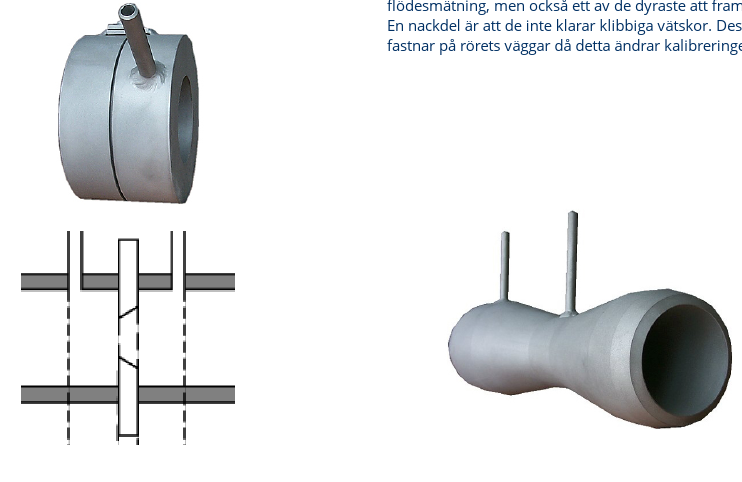 flödesmätning, men också ett av de dyraste att fram
En nackdel är att de inte klarar klibbiga vätskor. Des
fastnar på rörets väggar då detta ändrar kalibreringe